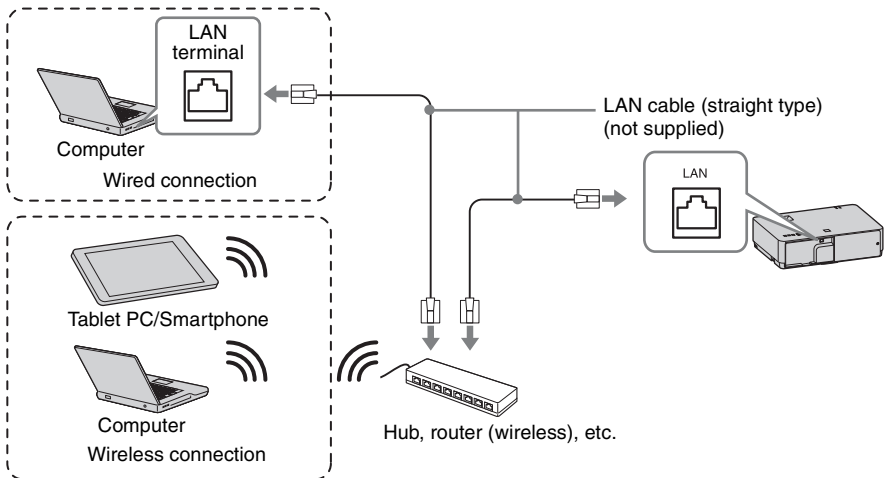 LAN
terminal
Computer
Wired connection
LAN cable (straight type)
(not supplied)
LAN
Tablet PC/Smartphone
Computer
Wireless connection
Hub, router (wireless), etc.